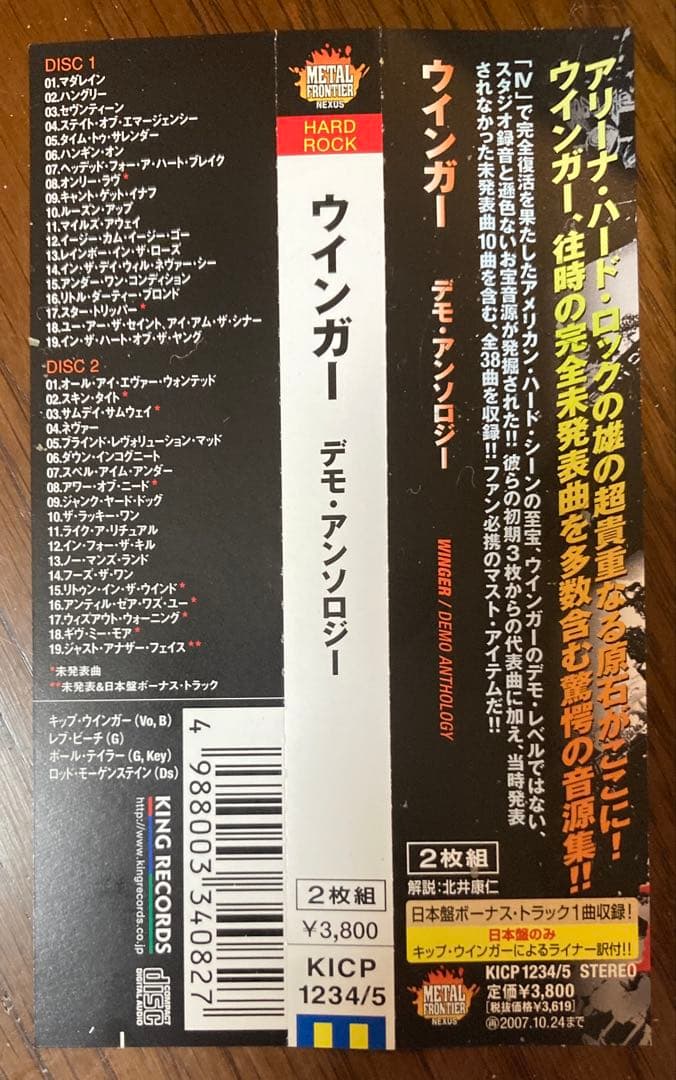 DISC 1
01.マダレイン
02.ハングリー
03.セヴンティーン
04.ステイト・オブ・エマージェンシー
05.タイム・トゥ・サレンダー
06.ハンギン・オン
07.ヘッデッド・フォー・ア・ハート・ブレイク
08.オンリー・ラヴ*
09.キャント・ゲット・イナフ
10.ルーズン・アップ
11.マイルズ・アウェイ
12.イージー・カム・イージー・ゴー
13.レインボー・イン・ザ・ローズ
14.イン・ザ・デイ・ウィル・ネヴァー・シー
15.アンダー・ワン・コンディション
16.リトル・ダーティー・ブロンド
17.スター・トリッパー*
18.ユー・アー・ザ・セイント、アイ・アム・ザ・シナー
19.イン・ザ・ハート・オブ・ザ・ヤング
DISC 2
01.オール・アイ・エヴァー・ウォンテッド
02.スキン・タイト*
03.サムデイ・サムウェイ*
04.ネヴァー
05.ブラインド・レヴォリューション・マッド
06.ダウン・インコグニート
07.スペル・アイム・アンダー
08.アワー・オブ・ニード*
09.ジャンク・ヤード・ドッグ
10.ザ・ラッキー・ワン
11.ライク・ア・リチュアル
12.イン・フォー・ザ・キル
13.ノー・マンズ・ランド
14.フーズ・ザ・ワン
15.リトゥン・イン・ザ・ウインド*
16.アンティル・ゼア・ワズ・ユー*
17.ウィズアウト・ウォーニング*
18.ギヴ・ミー・モア*
19.ジャスト・アナザー・フェイス**
*未発表曲
**未発表&日本盤ボーナス・トラック
キップ・ウインガー(Vo, B)
レブ・ビーチ(G)
ポール・テイラー(G, Key)
ロッド・モーゲンステイン(Ds)
KING RECORDS
http://www.kingrecords.co.jp
COMPACT
disc
DIGITAL AUDIO
4 988003 340827
METAL
FRONTIER
NEXUS
HARD
ROCK
ウインガー デモ・アンソロジー
2枚組
¥3,800
KICP
1234/5
アリーナ・ハード・ロックの雄の超貴重なる原石がここに!
ウインガー、往時の完全未発表曲を多数含む驚愕の音源集!!
「Ⅳ」で完全復活を果たしたアメリカン・ハード・シーンの至宝、ウインガーのデモ・レベルではない、
スタジオ録音と遜色ないお宝音源が発掘された!! 彼らの初期3枚からの代表曲に加え、当時発表
されなかった未発表曲10曲を含む、全38曲を収録!! ファン必携のマスト・アイテムだ!!
ウインガー デモ・アンソロジー
WINGER / DEMO ANTHOLOGY
2枚組
解説:北井康仁
日本盤ボーナス・トラック1曲収録!
日本盤のみ
キップ・ウインガーによるライナー訳付!!
METAL
FRONTIER
NEXUS
KICP 1234/5 STEREO
定価¥3,800
[税抜価格¥3,619]
㊢2007.10.24まで